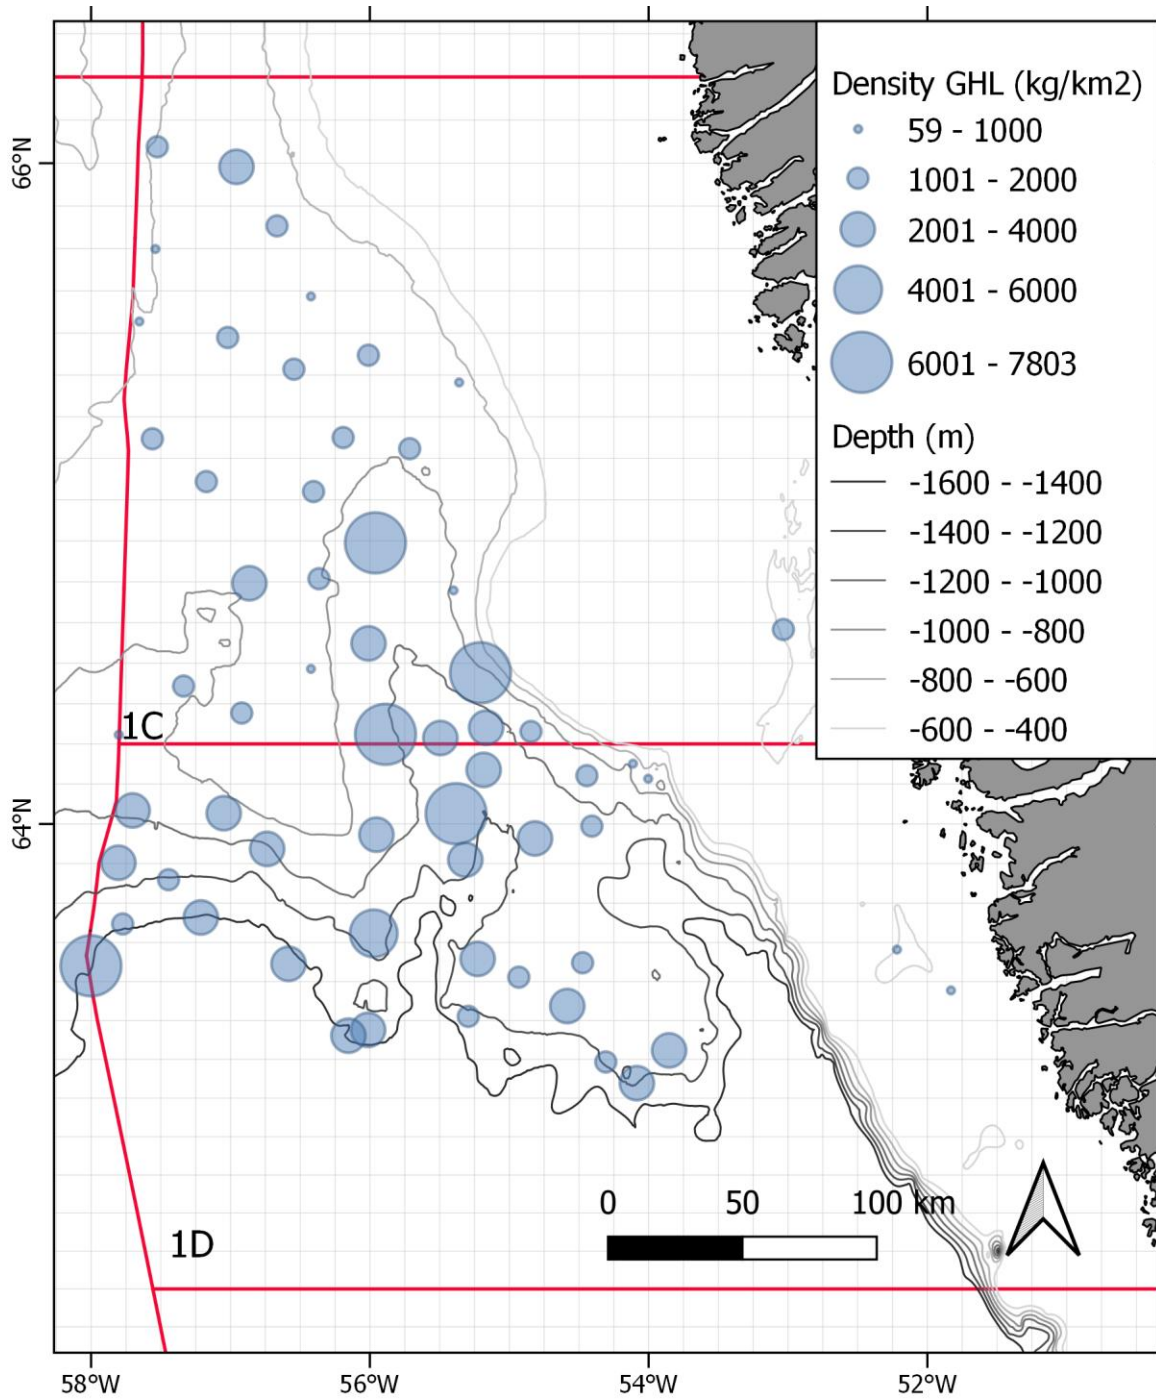 Density GHL (kg/km2)
59 - 1000
1001 - 2000
2001 - 4000
4001 - 6000
6001 - 7803
Depth (m)
-1600 - -1400
-1400 - -1200
-1200 - -1000
-1000 - -800
-800 - -600
-600 - -400
66°N
1C
64°N
0 50 100 km
1D
58°W 56°W 54°W 52°W